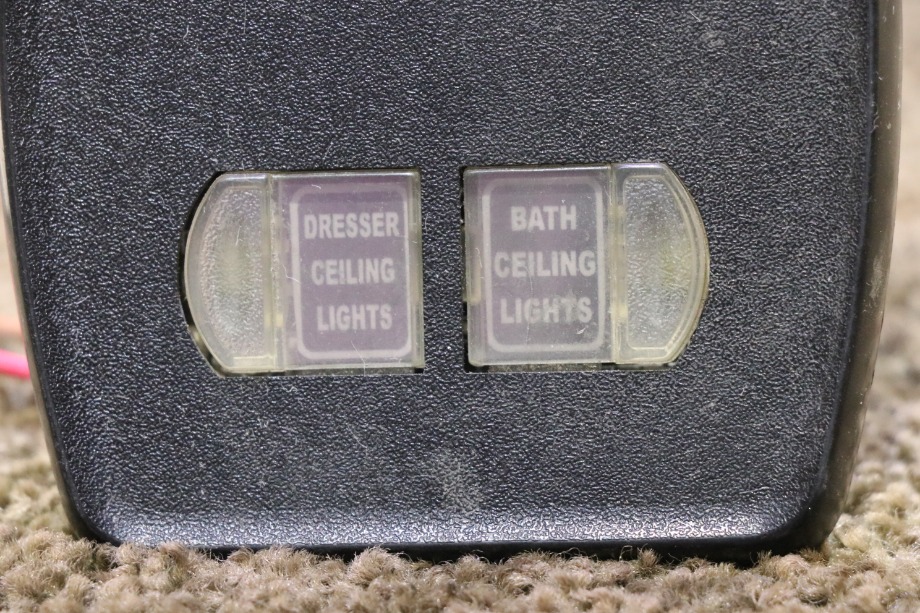 DRESSER
CEILING
LIGHTS
BATH
CEILING
LIGHTS